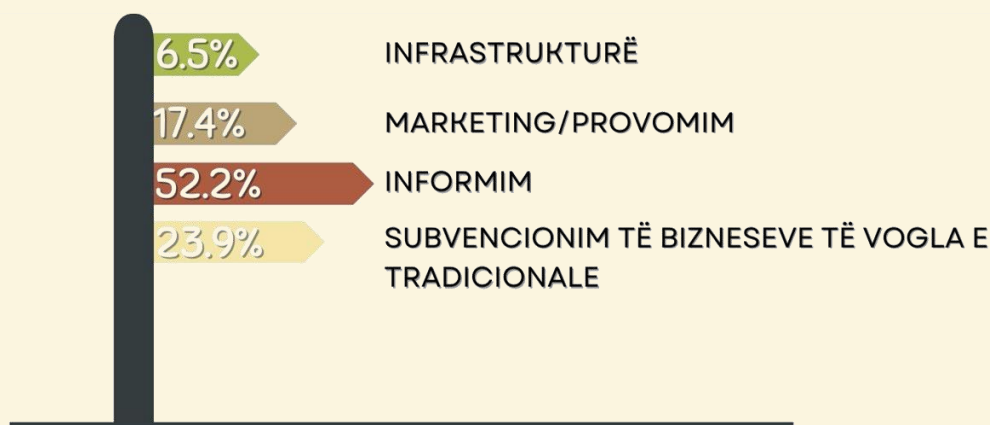 6.5% INFRASTRUKTURË
17.4% MARKETING/PROVOMIM
52.2% INFORMIM
23.9% SUBVENCIONIM TË BIZNESEVE TË VOGLA E
TRADICIONALE